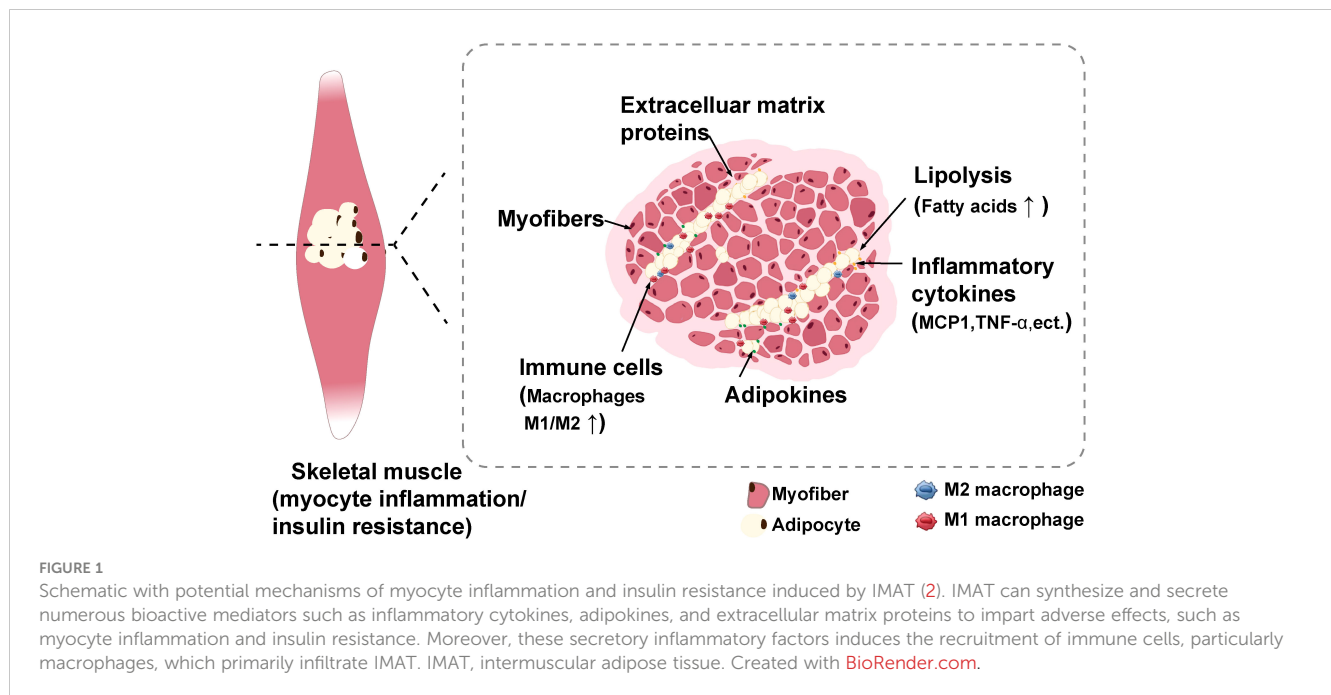 Extracelluar matrix
proteins
Lipolysis
(Fatty acids ↑ )
Myofibers
Inflammatory
cytokines
(MCP1,TNF-α,ect.)
Immune cells
(Macrophages
M1/M2 ↑)
Adipokines
Skeletal muscle
(myocyte inflammation/
insulin resistance)
Myofiber
M2 macrophage
Adipocyte
M1 macrophage
FIGURE 1
Schematic with potential mechanisms of myocyte inflammation and insulin resistance induced by IMAT (2). IMAT can synthesize and secrete
numerous bioactive mediators such as inflammatory cytokines, adipokines, and extracellular matrix proteins to impart adverse effects, such as
myocyte inflammation and insulin resistance. Moreover, these secretory inflammatory factors induces the recruitment of immune cells, particularly
macrophages, which primarily infiltrate IMAT. IMAT, intermuscular adipose tissue. Created with BioRender.com.